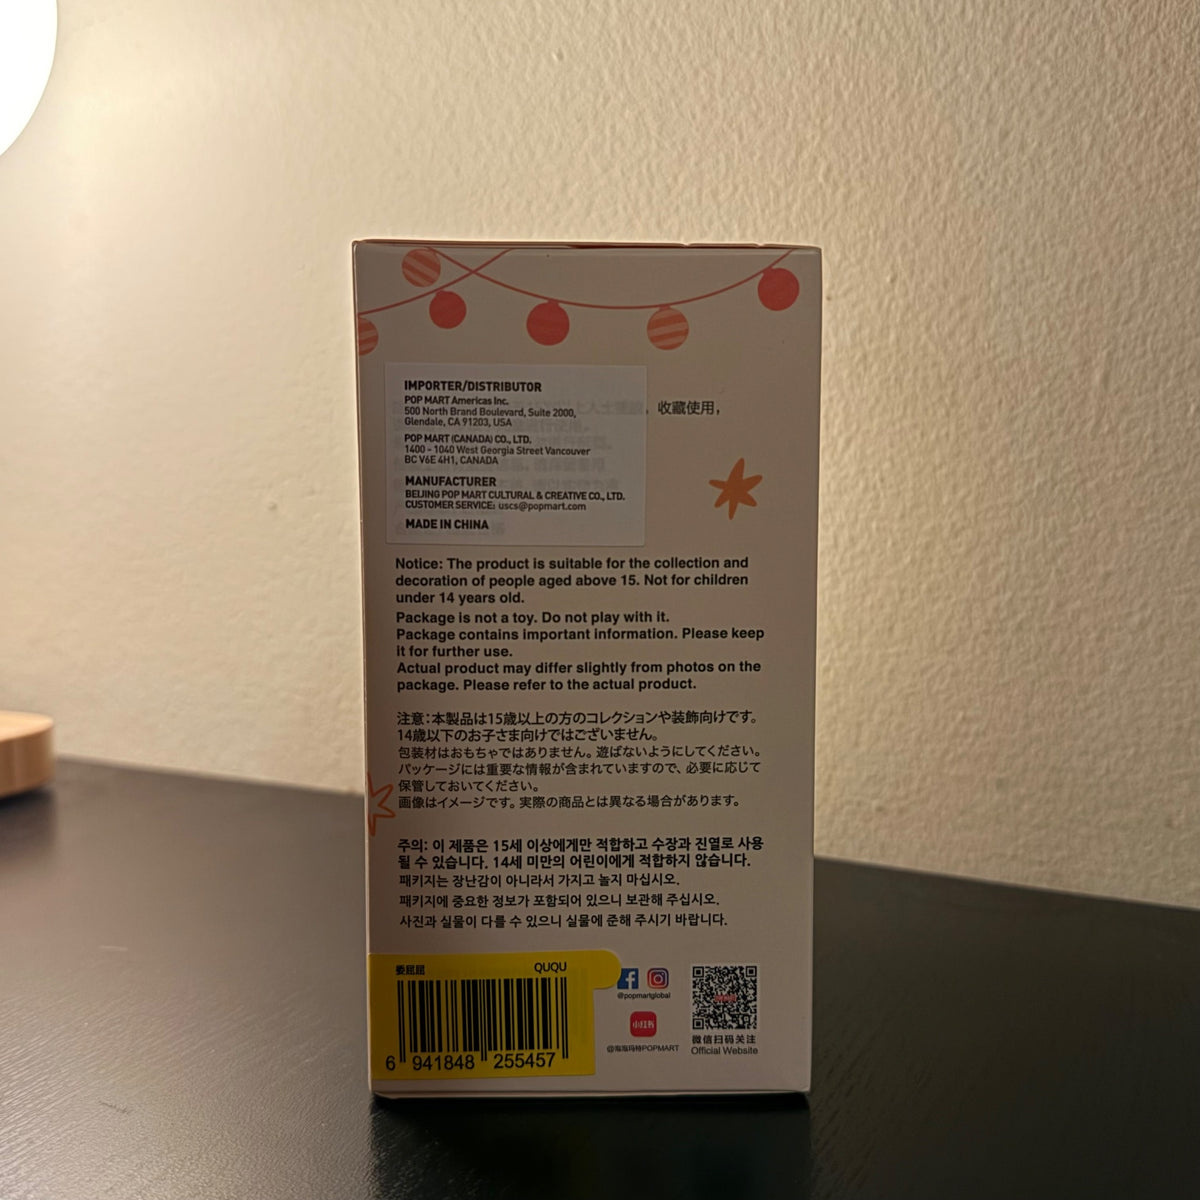 IMPORTER/DISTRIBUTOR
POP MART Americas Inc.
500 North Brand Boulevard, Suite 2000,
Glendale, CA 91203, USA
POP MART (CANADA) CO., LTD.
1400 - 1040 West Georgia Street Vancouver
BC V6E 4H1, CANADA
MANUFACTURER
BEIJING POP MART CULTURAL & CREATIVE CO., LTD.
CUSTOMER SERVICE: uscs@popmart.com
MADE IN CHINA
，收藏使用，
Notice: The product is suitable for the collection and
decoration of people aged above 15. Not for children
under 14 years old.
Package is not a toy. Do not play with it.
Package contains important information. Please keep
it for further use.
Actual product may differ slightly from photos on the
package. Please refer to the actual product.
注意：本製品は15歳以上の方のコレクションや装飾向けです。
14歳以下のお子さま向けではございません。
包装材はおもちゃではありません。遊ばないようにしてください。
パッケージには重要な情報が含まれていますので、必要に応じて
保管しておいてください。
画像はイメージです。実際の商品とは異なる場合があります。
주의: 이 제품은 15세 이상에게만 적합하고 수장과 진열로 사용
될 수 있습니다. 14세 미만의 어린이에게 적합하지 않습니다.
패키지는 장난감이 아니라서 가지고 놀지 마십시오.
패키지에 중요한 정보가 포함되어 있으니 보관해 주십시오.
사진과 실물이 다를 수 있으니 실물에 준해 주시기 바랍니다.
委屈屈 QUQU
6 941848 255457
@popmartglobal
小红书
@泡泡玛特POPMART
微信扫码关注
Official Website